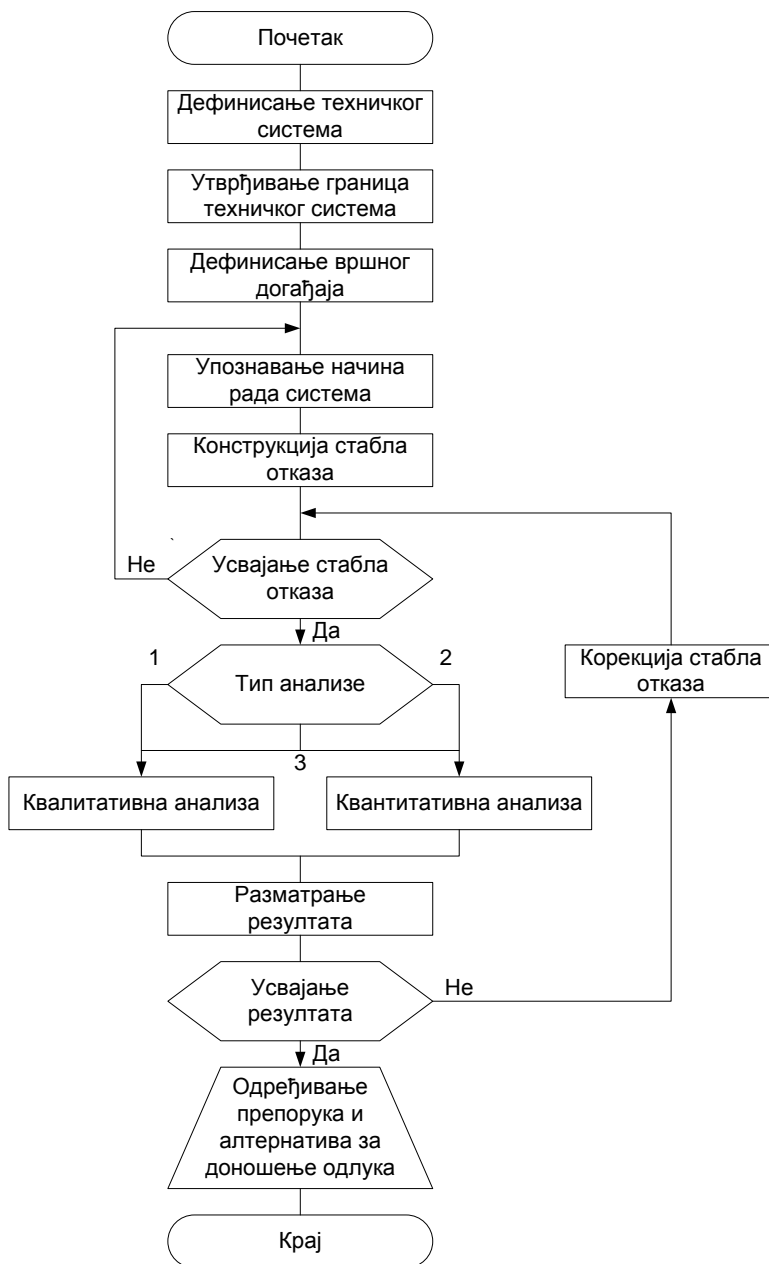 Почетак
Дефинисање техничког
система
Утврђивање граница
техничког система
Дефинисање вршног
догађаја
Упознавање начина
рада система
Конструкција стабла
отказа
Не
Усвајање стабла
отказа
Да
1
Тип анализе
2
Корекција стабла
отказа
3
Квалитативна анализа
Квантитативна анализа
Разматрање
резултата
Усвајање
резултата
Не
Да
Одређивање
препорука и
алтернатива за
доношење одлука
Крај